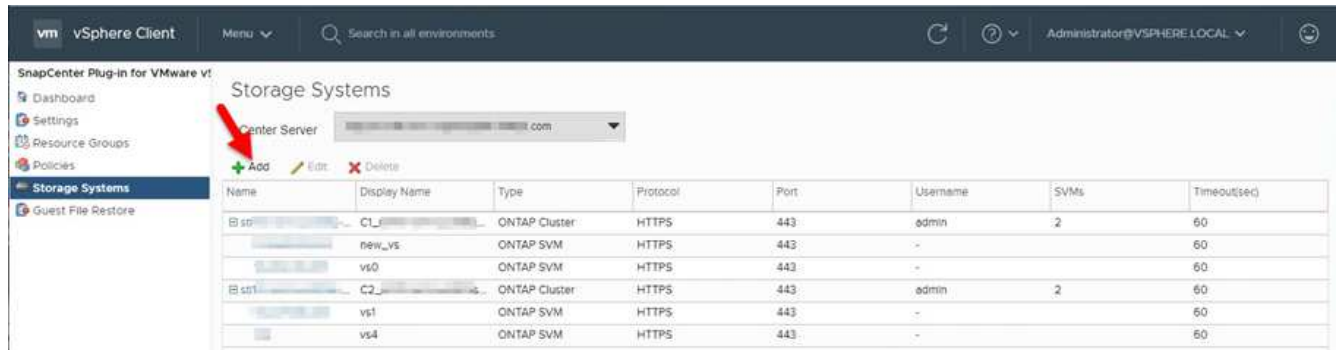 vm vSphere Client Menu Search in all environments Administrator@VSPHERE.LOCAL
SnapCenter Plug-in for VMware vS
Dashboard
Settings
Resource Groups
Policies
Storage Systems
Guest File Restore
Storage Systems
Center Server .com
Add Edit Delete
Name Display Name Type Protocol Port Username SVMs Timeout(sec)
C1_ ONTAP Cluster HTTPS 443 admin 2 60
new_vs ONTAP SVM HTTPS 443 - 60
vs0 ONTAP SVM HTTPS 443 - 60
C2_ ONTAP Cluster HTTPS 443 admin 2 60
vs1 ONTAP SVM HTTPS 443 - 60
vs4 ONTAP SVM HTTPS 443 - 60